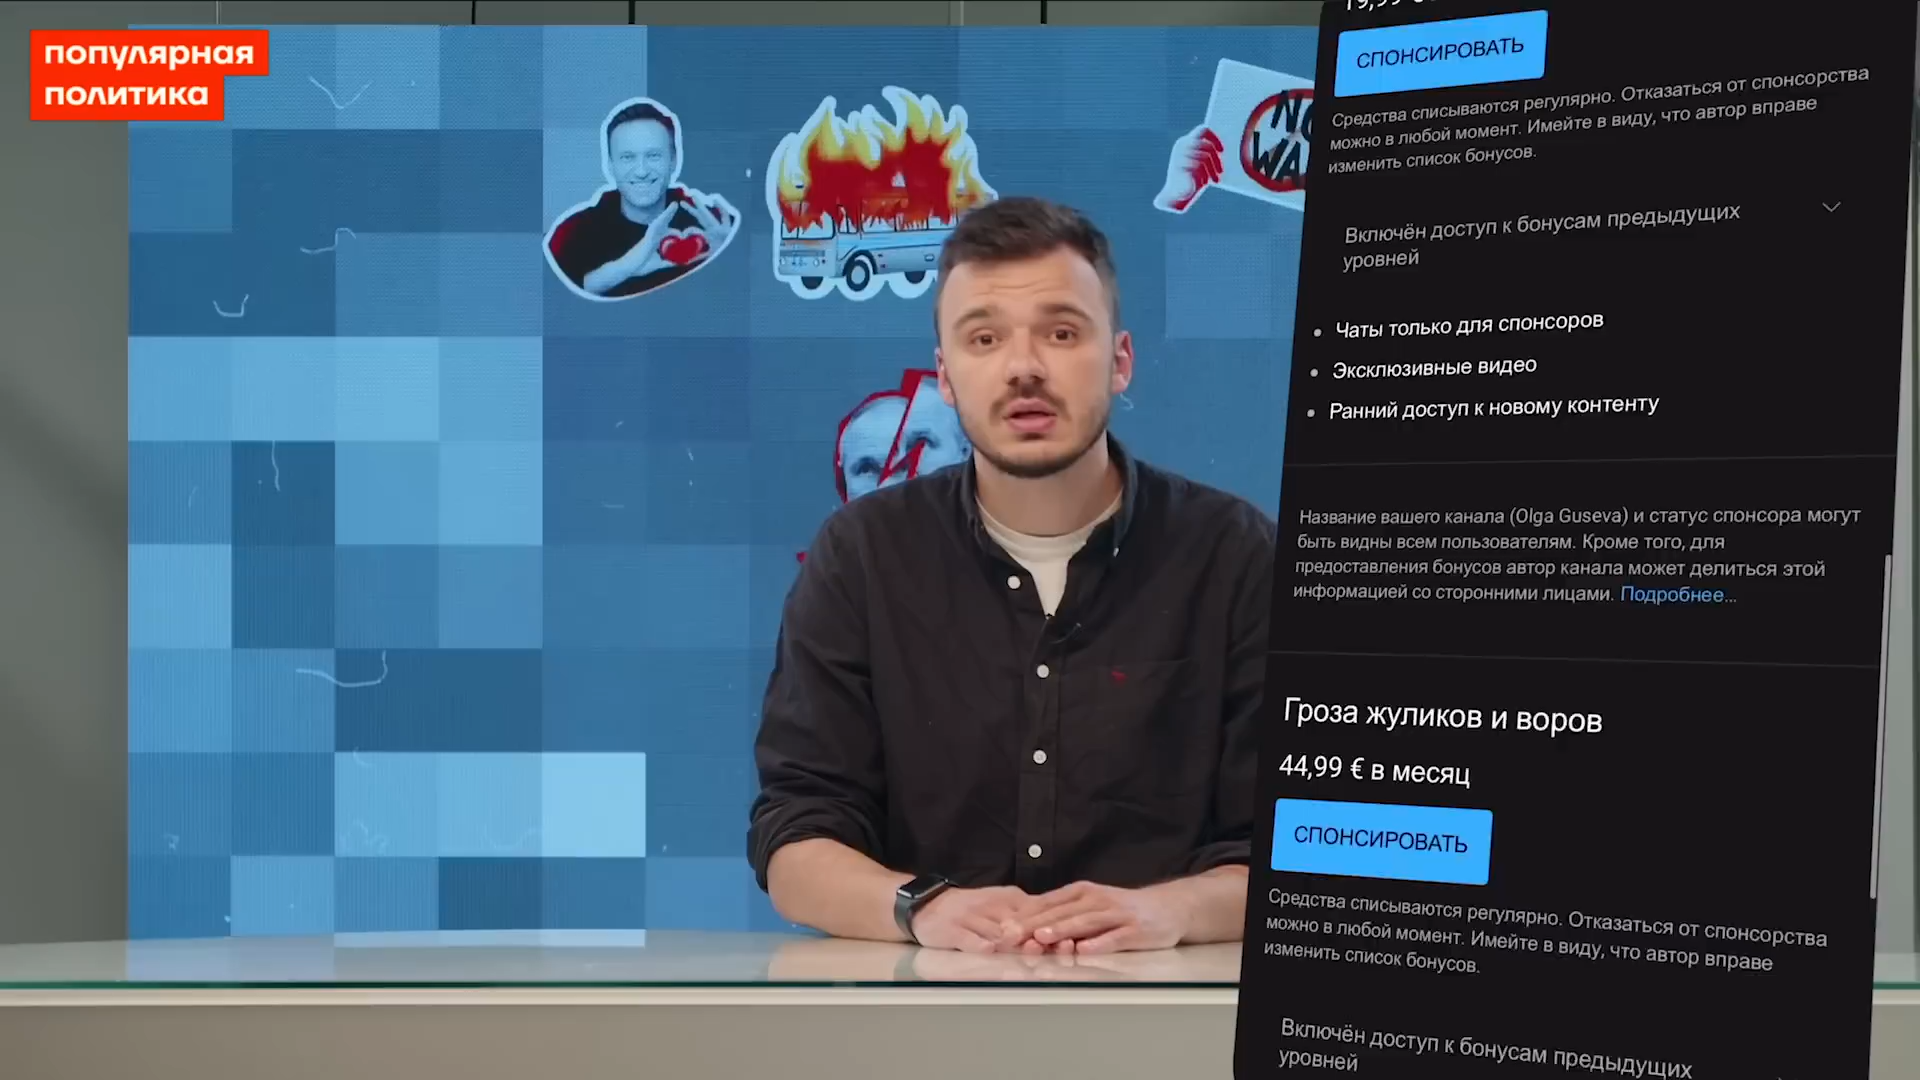 популярная
политика
NO
СПОНСИРОВАТЬ
Средства списываются регулярно. Отказаться от спонсорства
можно в любой момент. Имейте в виду, что автор вправе
изменить список бонусов.
Включён доступ к бонусам предыдущих
уровней
Чаты только для спонсоров
Эксклюзивные видео
Ранний доступ к новому контенту
Название вашего канала (Olga Guseva) и статус спонсора могут
быть видны всем пользователям. Кроме того, для
предоставления бонусов автор канала может делиться этой
информацией со сторонними лицами. Подробнее...
Гроза жуликов и воров
44,99 € в месяц
СПОНСИРОВАТЬ
Средства списываются регулярно. Отказаться от спонсорства
можно в любой момент. Имейте в виду, что автор вправе
изменить список бонусов.
Включён доступ к бонусам предыдущих
уровней